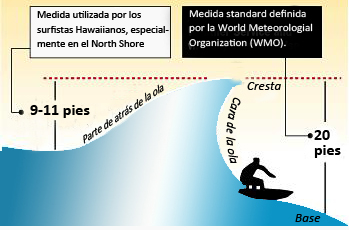 Medida utilizada por los
surfistas Hawaiianos, especial-
mente en el North Shore
Medida standard definida
por la World Meteorologial
Organization (WMO).
Cresta
9-11 pies
Parte de atrás de la ola
Cara de la ola
20
pies
Base